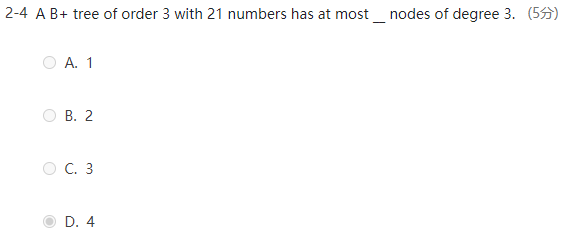 2-4 A B+ tree of order 3 with 21 numbers has at most __ nodes of degree 3. (5分)
A. 1
B. 2
C. 3
D. 4